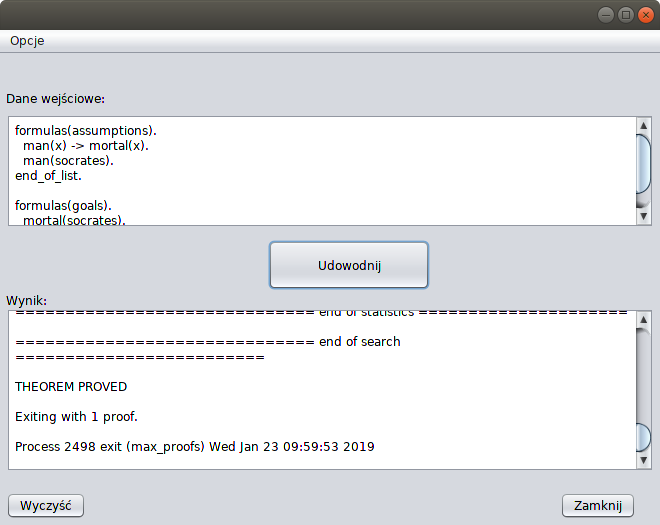 Opcje
Dane wejściowe:
formulas(assumptions).
man(x) -> mortal(x).
man(socrates).
end_of_list.
formulas(goals).
mortal(socrates).
Udowodnij
Wynik:
============================== end of statistics =====================
============================== end of search
=========================
THEOREM PROVED
Exiting with 1 proof.
Process 2498 exit (max_proofs) Wed Jan 23 09:59:53 2019
Wyczyść
Zamknij